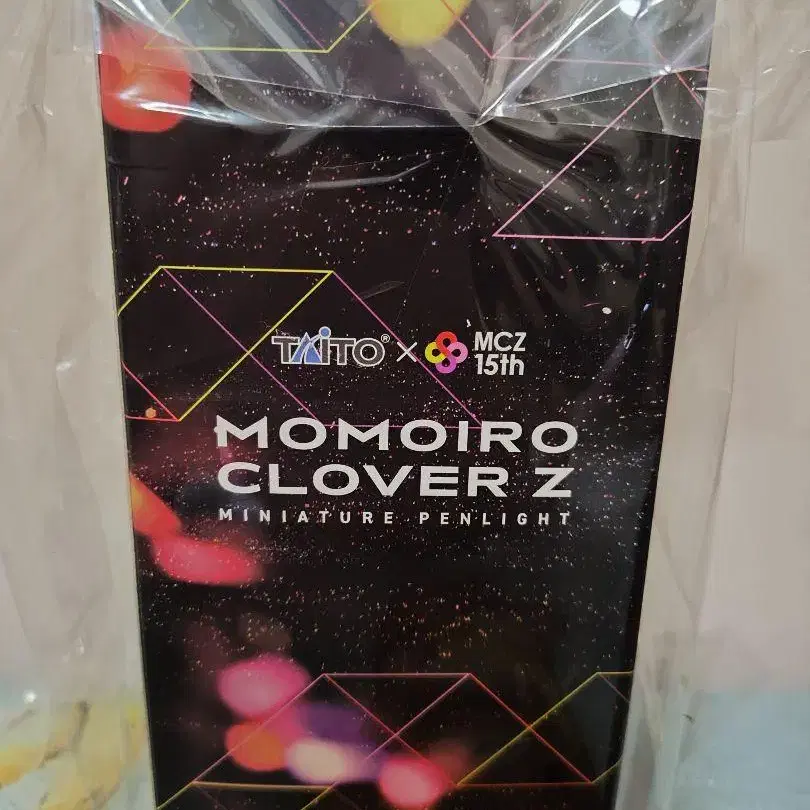 TAITO® × MCZ 15th
MOMOIRO
CLOVER Z
MINIATURE PENLIGHT